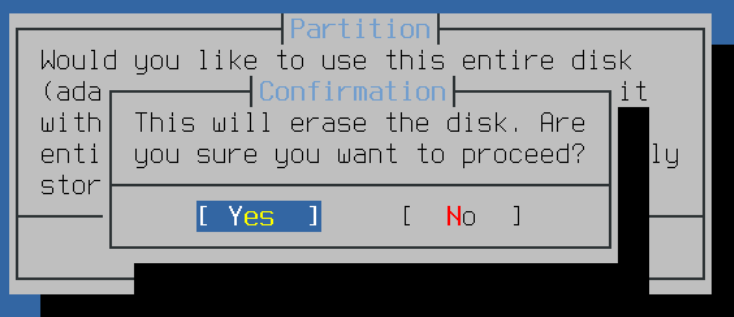 Partition
Would you like to use this entire disk
(ada
it
with
enti
ly
stor
Confirmation
This will erase the disk. Are
you sure you want to proceed?
[ Yes ] [ No ]